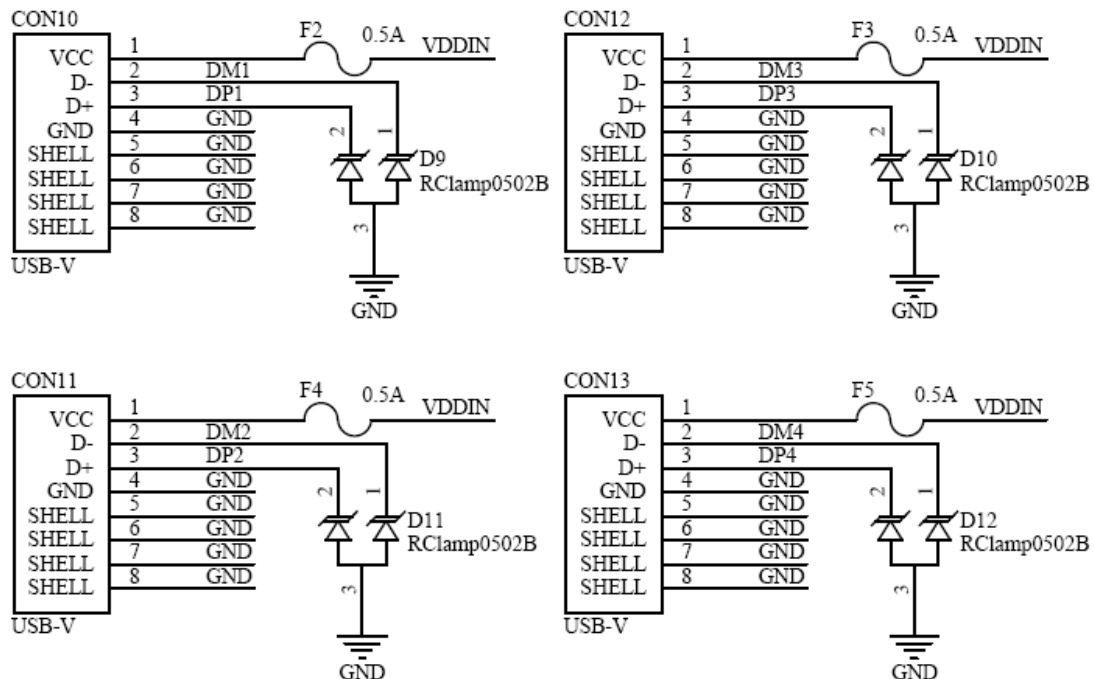 CON10
F2 0.5A VDDIN
VCC 1
D- 2 DM1
D+ 3 DP1
GND 4 GND
SHELL 5 GND
SHELL 6 GND
SHELL 7 GND
SHELL 8 GND
2 1
D9
RClamp0502B
3
USB-V
GND
CON12
F3 0.5A VDDIN
VCC 1
D- 2 DM3
D+ 3 DP3
GND 4 GND
SHELL 5 GND
SHELL 6 GND
SHELL 7 GND
SHELL 8 GND
2 1
D10
RClamp0502B
3
USB-V
GND
CON11
F4 0.5A VDDIN
VCC 1
D- 2 DM2
D+ 3 DP2
GND 4 GND
SHELL 5 GND
SHELL 6 GND
SHELL 7 GND
SHELL 8 GND
2 1
D11
RClamp0502B
3
USB-V
GND
CON13
F5 0.5A VDDIN
VCC 1
D- 2 DM4
D+ 3 DP4
GND 4 GND
SHELL 5 GND
SHELL 6 GND
SHELL 7 GND
SHELL 8 GND
2 1
D12
RClamp0502B
3
USB-V
GND